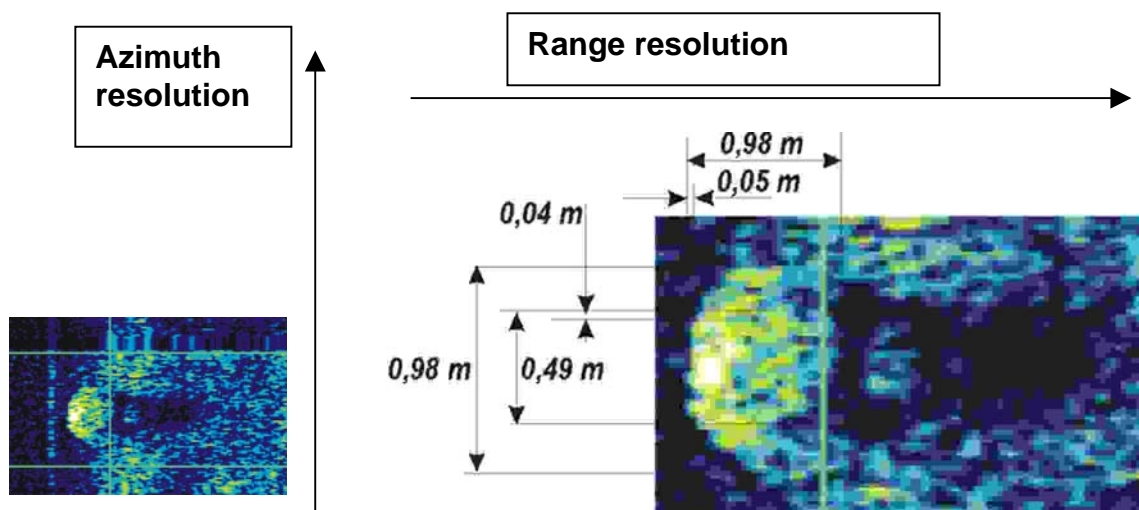 Azimuth
resolution
Range resolution
0,98 m
0,05 m
0,04 m
0,98 m
0,49 m